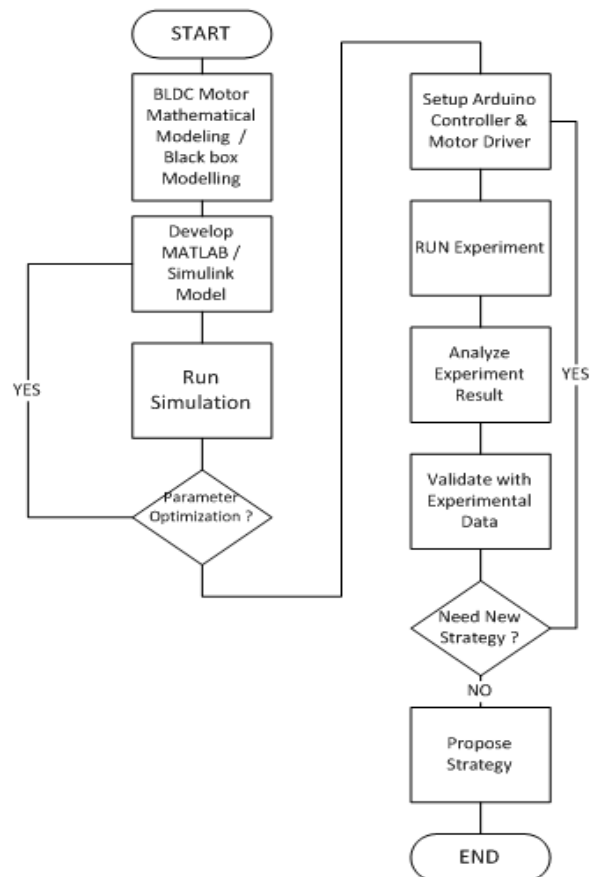 START
BLDC Motor
Mathematical
Modeling /
Black box
Modelling
Develop
MATLAB /
Simulink
Model
YES
Run
Simulation
Parameter
Optimization ?
Setup Arduino
Controller &
Motor Driver
RUN Experiment
Analyze
Experiment
Result
YES
Validate with
Experimental
Data
Need New
Strategy ?
NO
Propose
Strategy
END